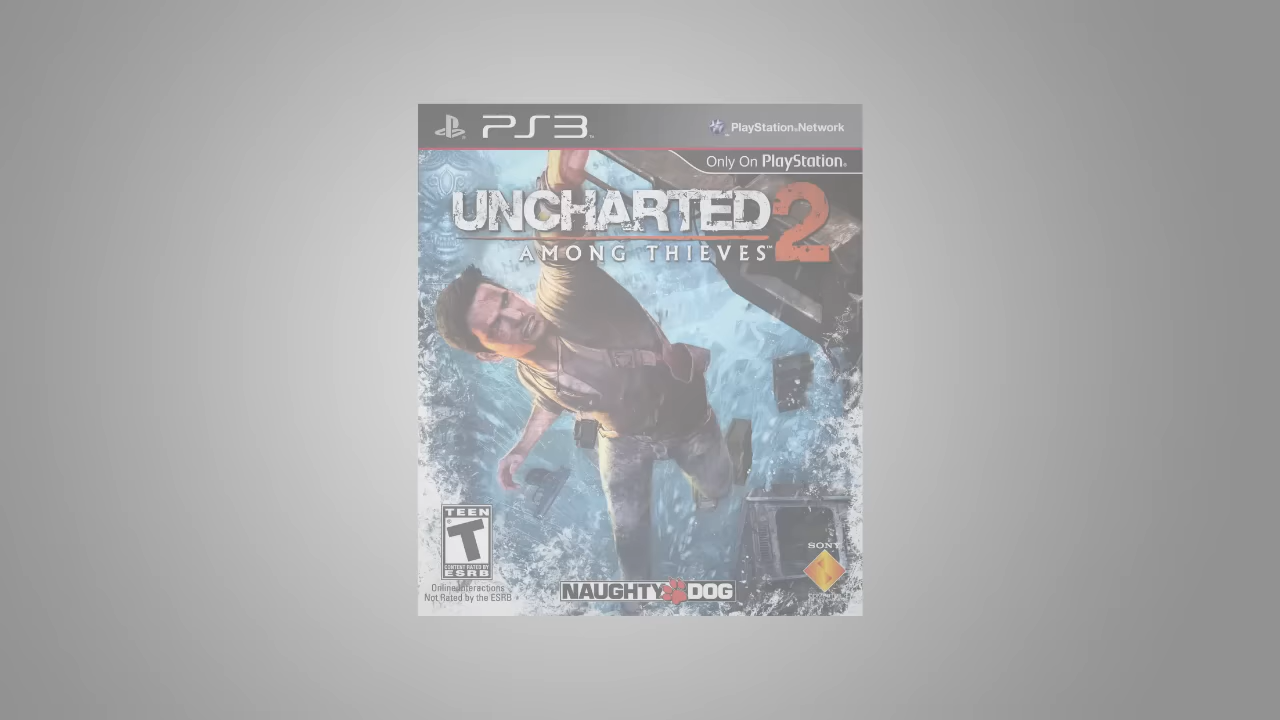 PS3
PlayStation®Network
Only On PlayStation®
UNCHARTED 2
AMONG THIEVES™
TEEN
T
CONTENT RATED BY
ESRB
Online Interactions
Not Rated by the ESRB
NAUGHTY DOG
SONY